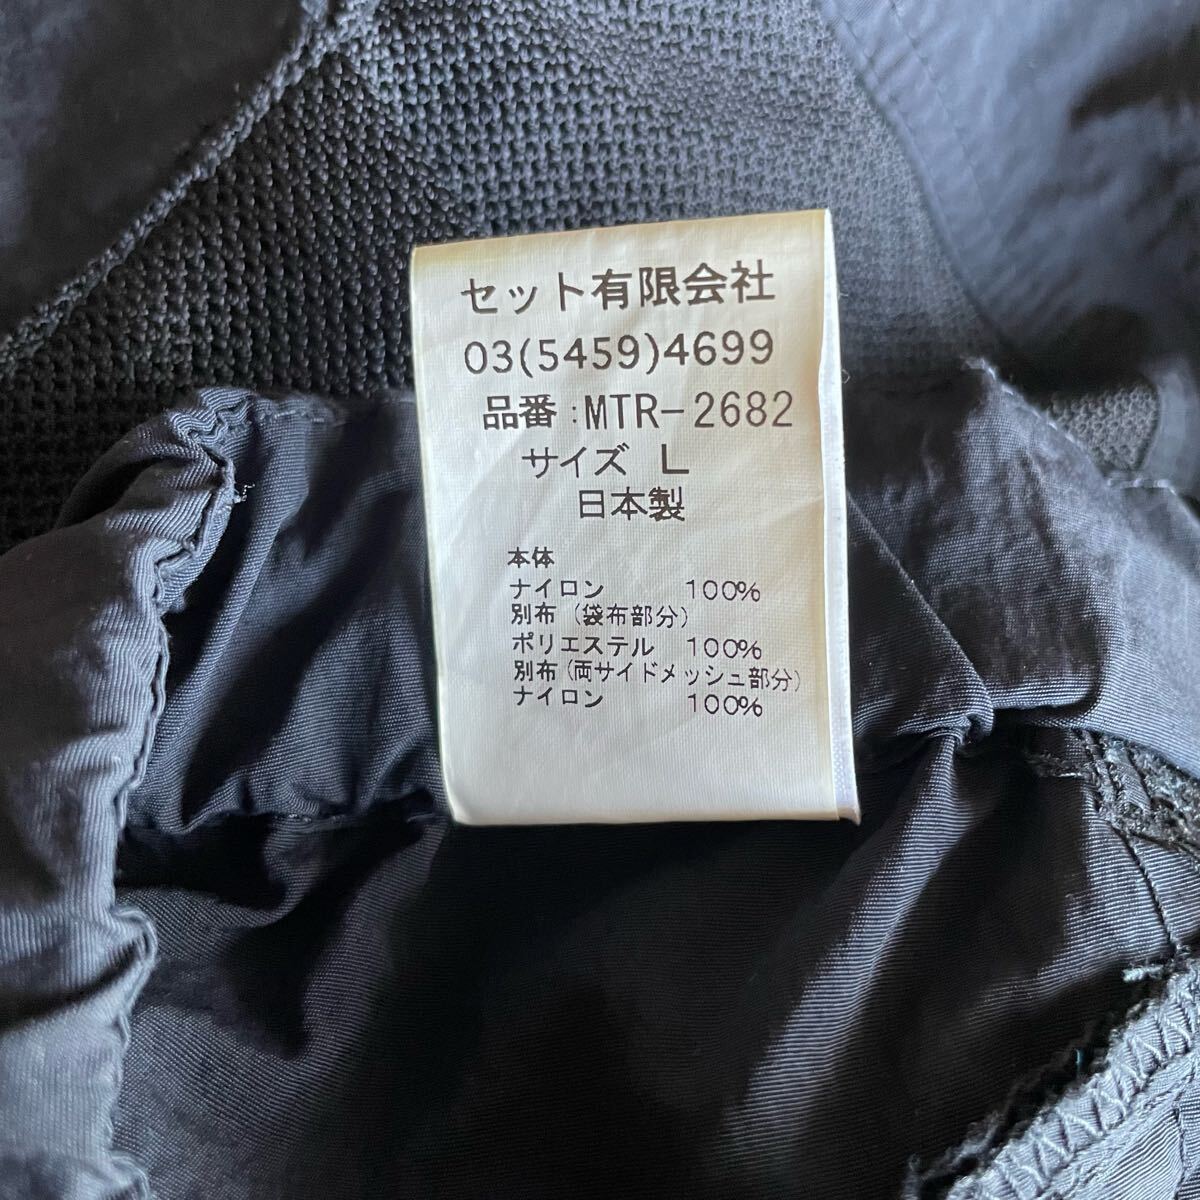 セット有限会社
03(5459)4699
品番:MTR-2682
サイズ L
日本製
本体
ナイロン 100%
別布(袋布部分)
ポリエステル 100%
別布(両サイドメッシュ部分)
ナイロン 100%